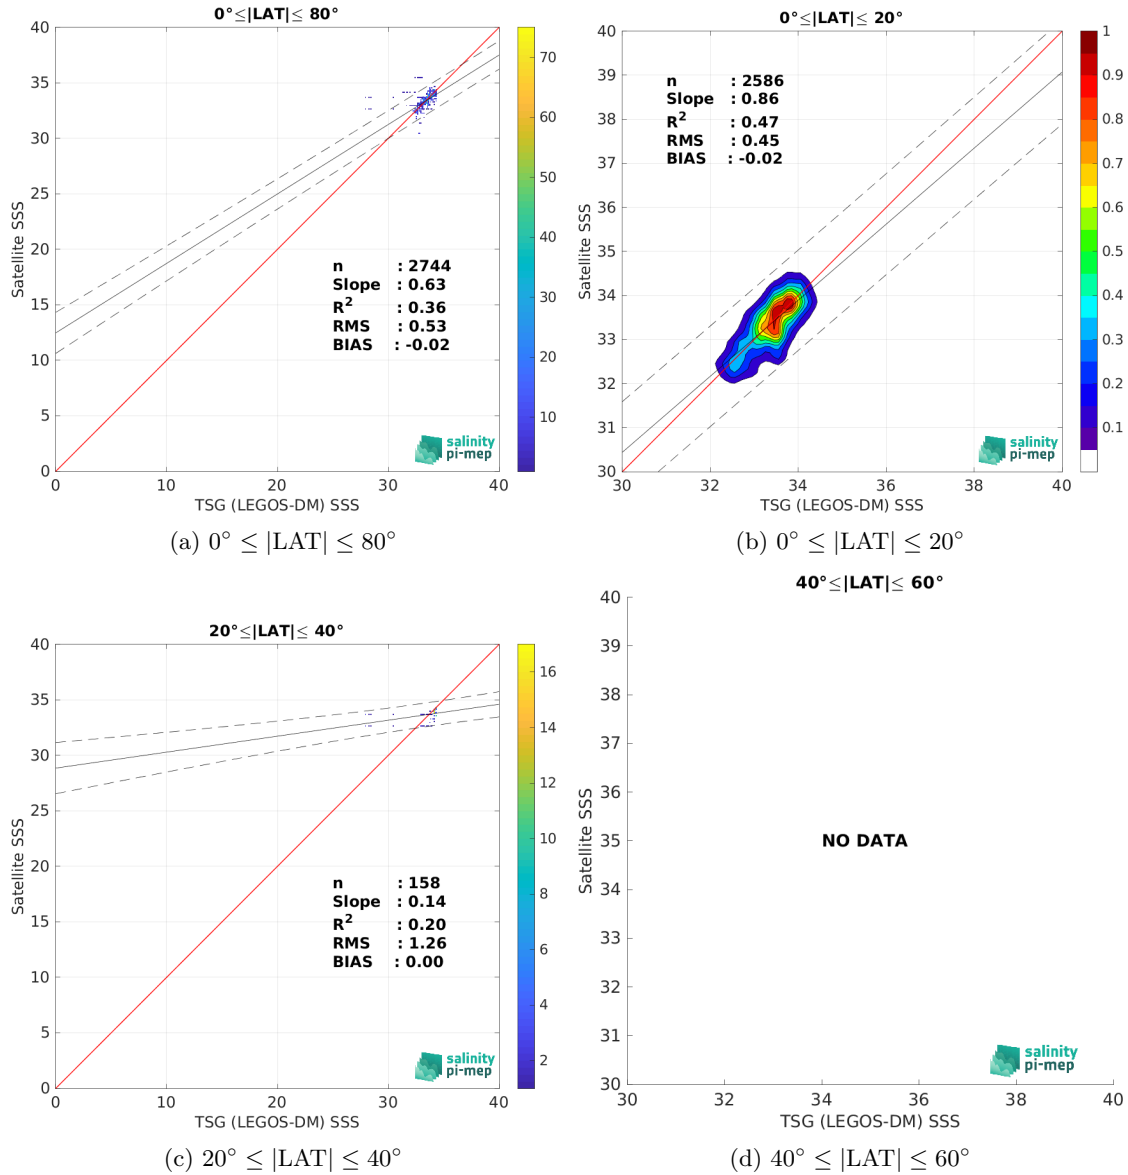 0°≤|LAT|≤ 80°
40
35
30
25
20
15
10
5
0
Satellite SSS
n : 2744
Slope : 0.63
R² : 0.36
RMS : 0.53
BIAS : -0.02
salinity
pi-mep
0 10 20 30 40
TSG (LEGOS-DM) SSS
70
60
50
40
30
20
10
(a) 0° ≤ |LAT| ≤ 80°
0°≤|LAT|≤ 20°
40
39
38
37
36
35
34
33
32
31
30
Satellite SSS
n : 2586
Slope : 0.86
R² : 0.47
RMS : 0.45
BIAS : -0.02
salinity
pi-mep
30 32 34 36 38 40
TSG (LEGOS-DM) SSS
1
0.9
0.8
0.7
0.6
0.5
0.4
0.3
0.2
0.1
(b) 0° ≤ |LAT| ≤ 20°
20°≤|LAT|≤ 40°
40
35
30
25
20
15
10
5
0
Satellite SSS
n : 158
Slope : 0.14
R² : 0.20
RMS : 1.26
BIAS : 0.00
salinity
pi-mep
0 10 20 30 40
TSG (LEGOS-DM) SSS
16
14
12
10
8
6
4
2
(c) 20° ≤ |LAT| ≤ 40°
40°≤|LAT|≤ 60°
40
39
38
37
36
35
34
33
32
31
30
Satellite SSS
NO DATA
salinity
pi-mep
30 32 34 36 38 40
TSG (LEGOS-DM) SSS
(d) 40° ≤ |LAT| ≤ 60°